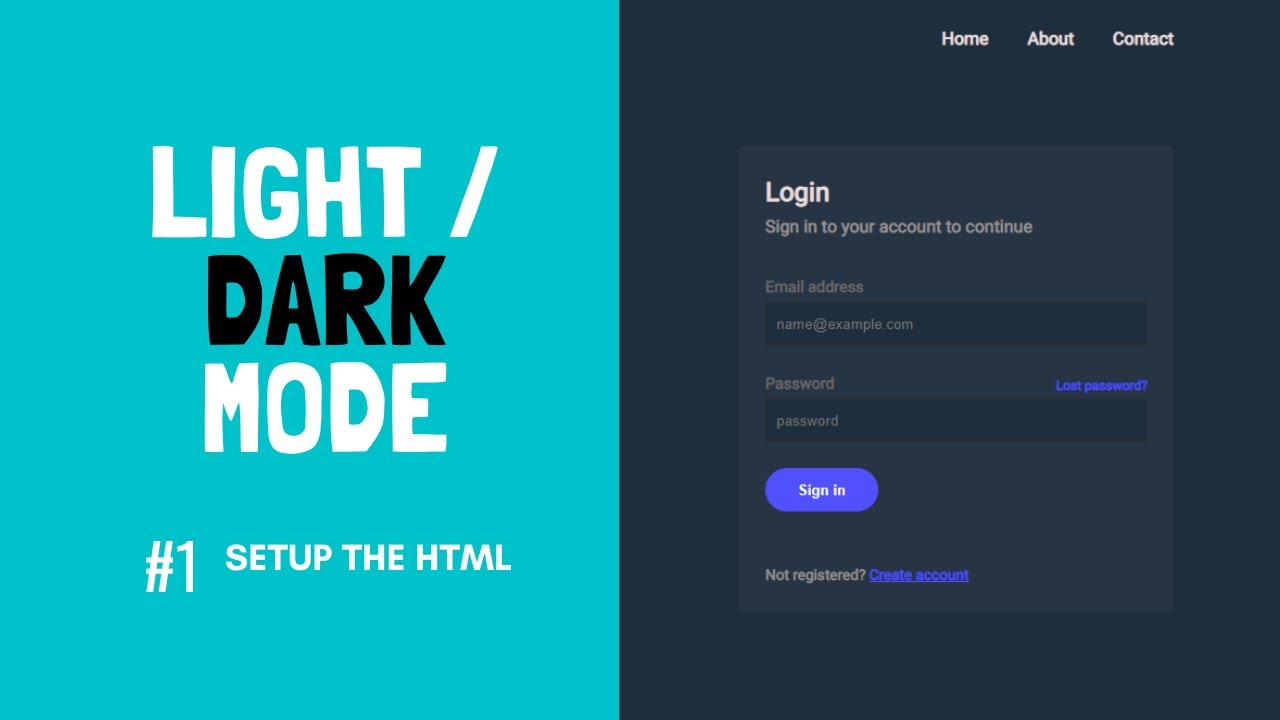 LIGHT /
DARK
MODE
#1 SETUP THE HTML
Home About Contact
Login
Sign in to your account to continue
Email address
name@example.com
Password Lost password?
password
Sign in
Not registered? Create account